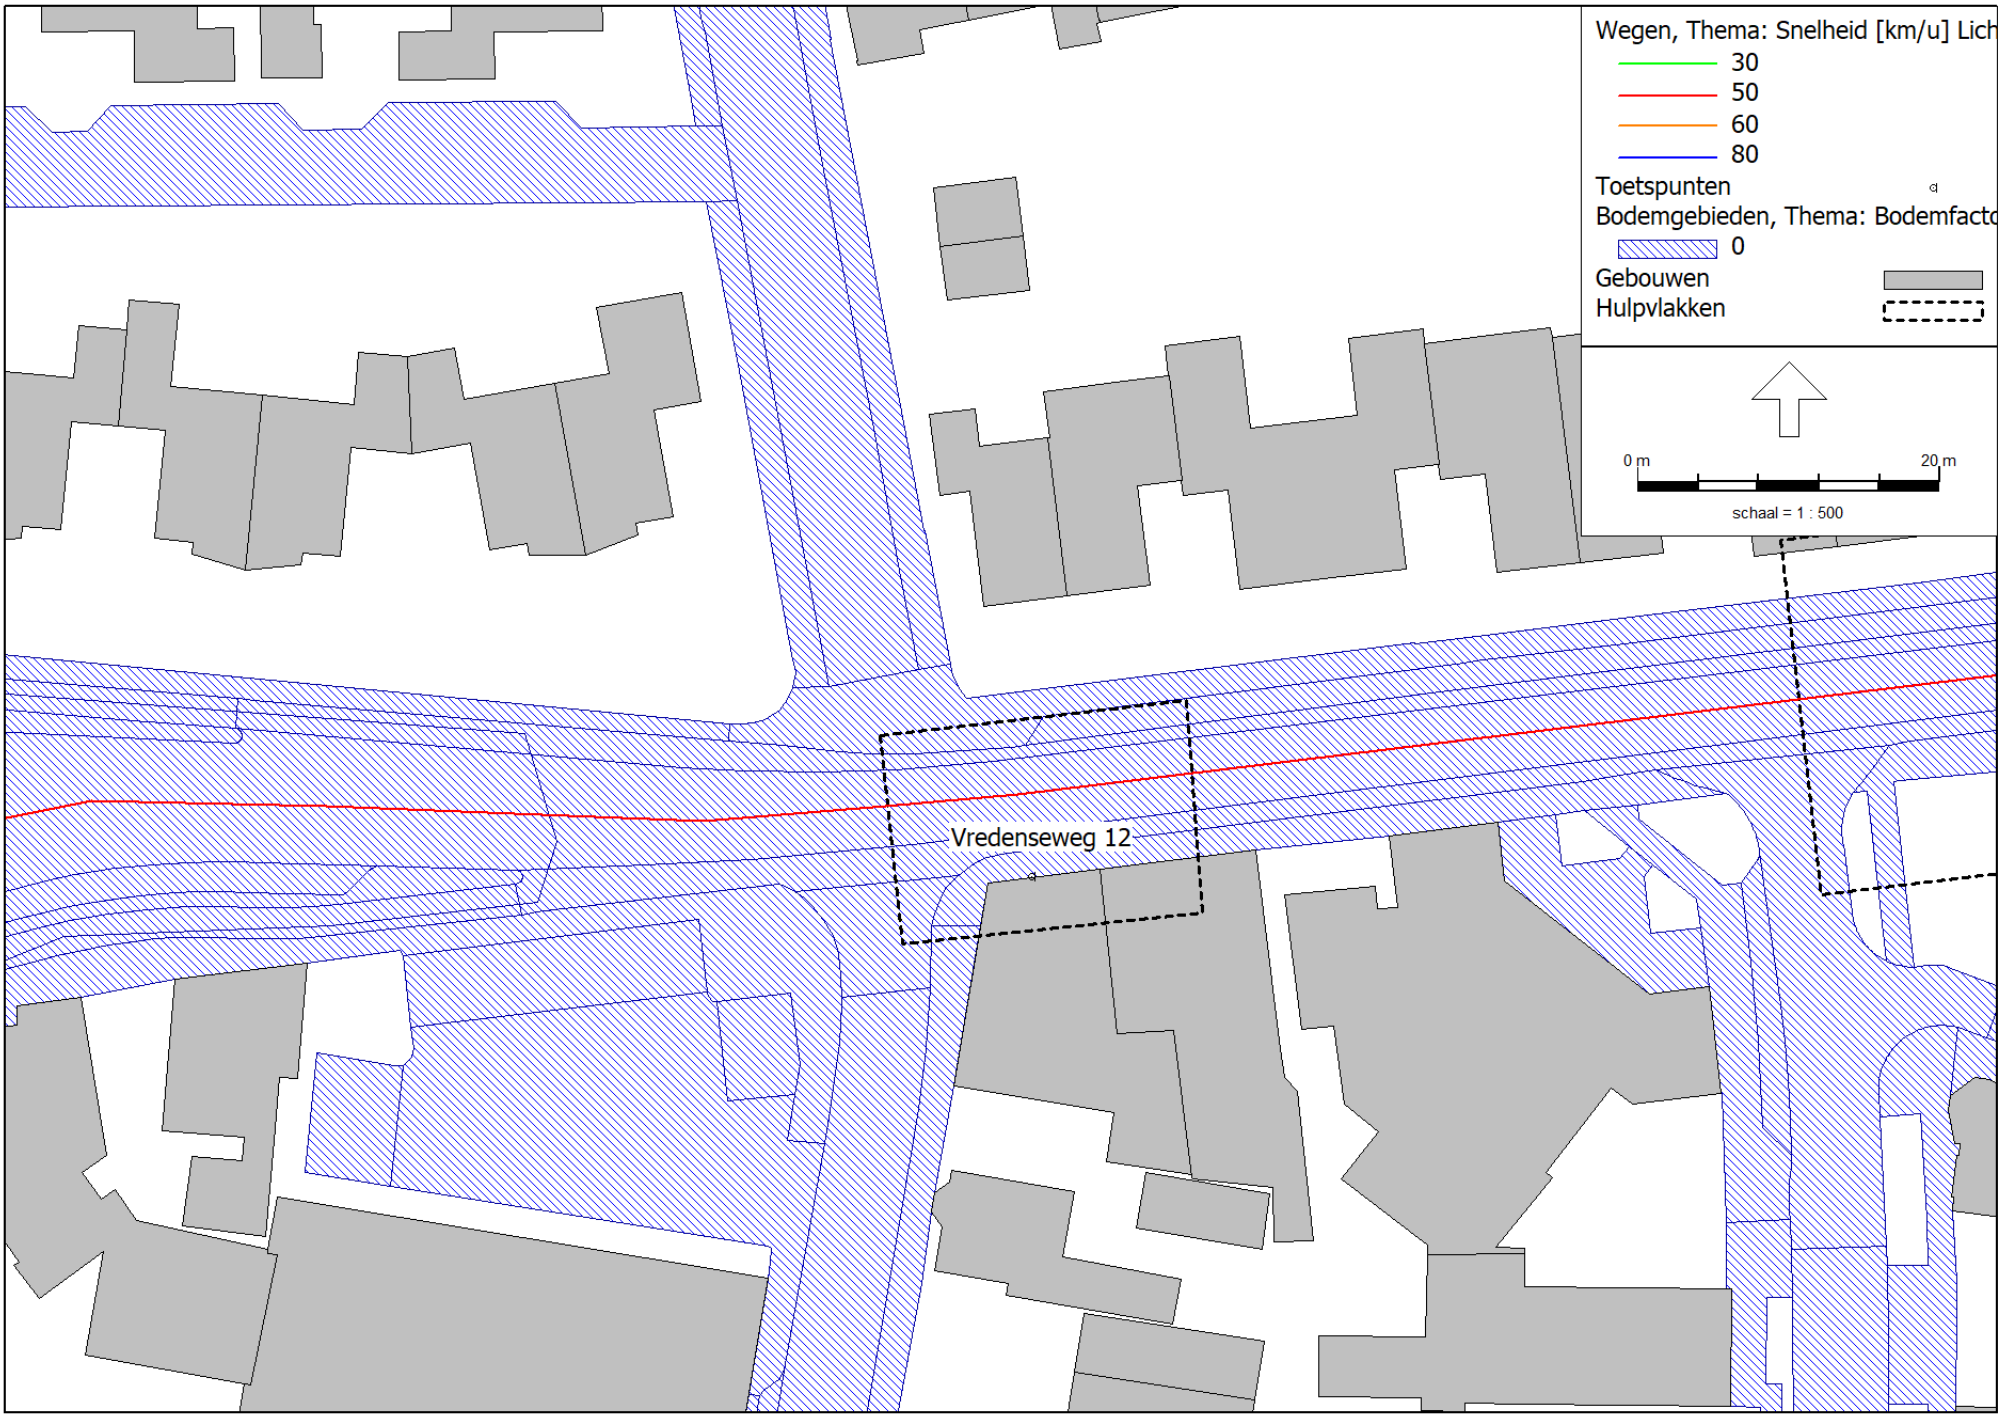 Wegen, Thema: Snelheid [km/u] Lich
30
50
60
80
Toetspunten
Bodemgebieden, Thema: Bodemfacto
0
Gebouwen
Hulpvlakken
0 m 20 m
schaal = 1 : 500
Vredenseweg 12